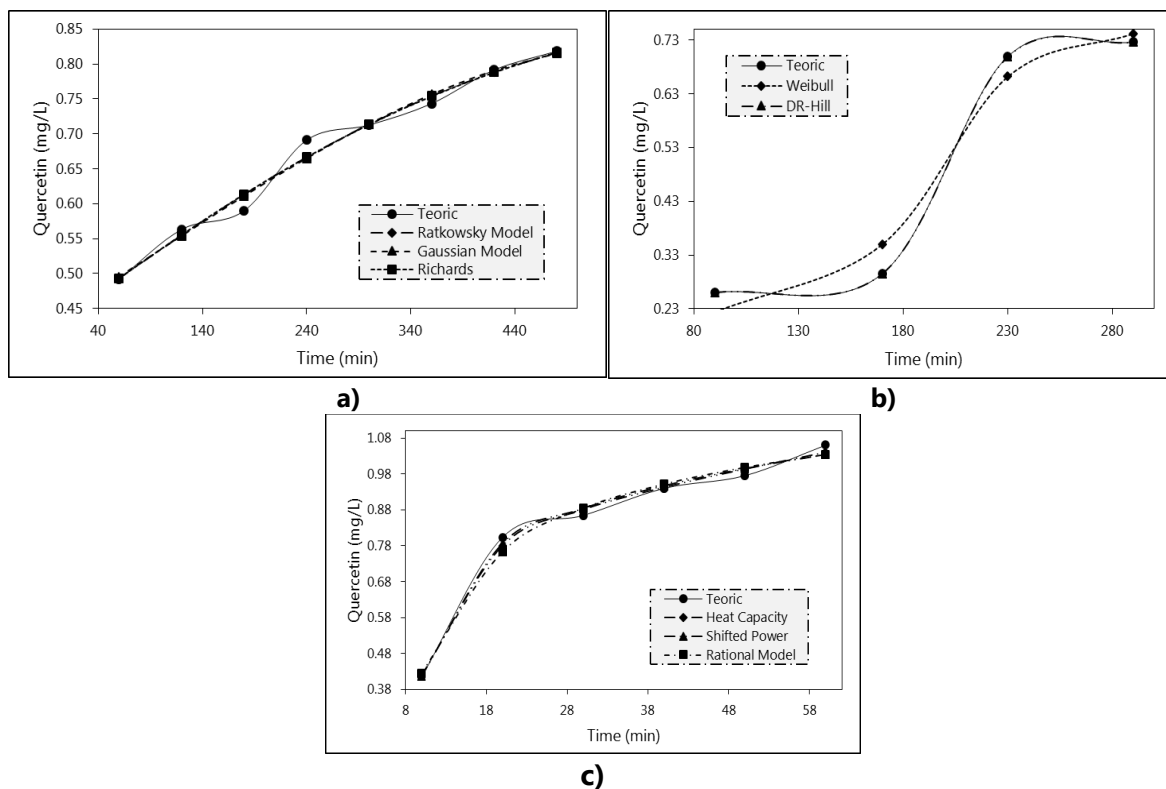 0.85
0.80
0.75
0.70
0.65
0.60
0.55
0.50
0.45
Quercetin (mg/L)
Teoric
Ratkowsky Model
Gaussian Model
Richards
40 140 240 340 440
Time (min)
a)
0.73
0.63
0.53
0.43
0.33
0.23
Quercetin (mg/L)
Teoric
Weibull
DR-Hill
80 130 180 230 280
Time (min)
b)
1.08
0.98
0.88
0.78
0.68
0.58
0.48
0.38
Quercetin (mg/L)
Teoric
Heat Capacity
Shifted Power
Rational Model
8 18 28 38 48 58
Time (min)
c)